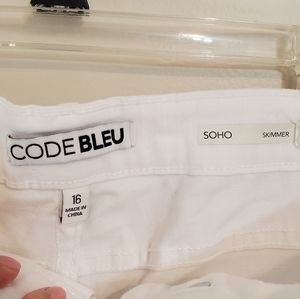 CODE BLEU
SOHO SKIMMER
16
MADE IN
CHINA